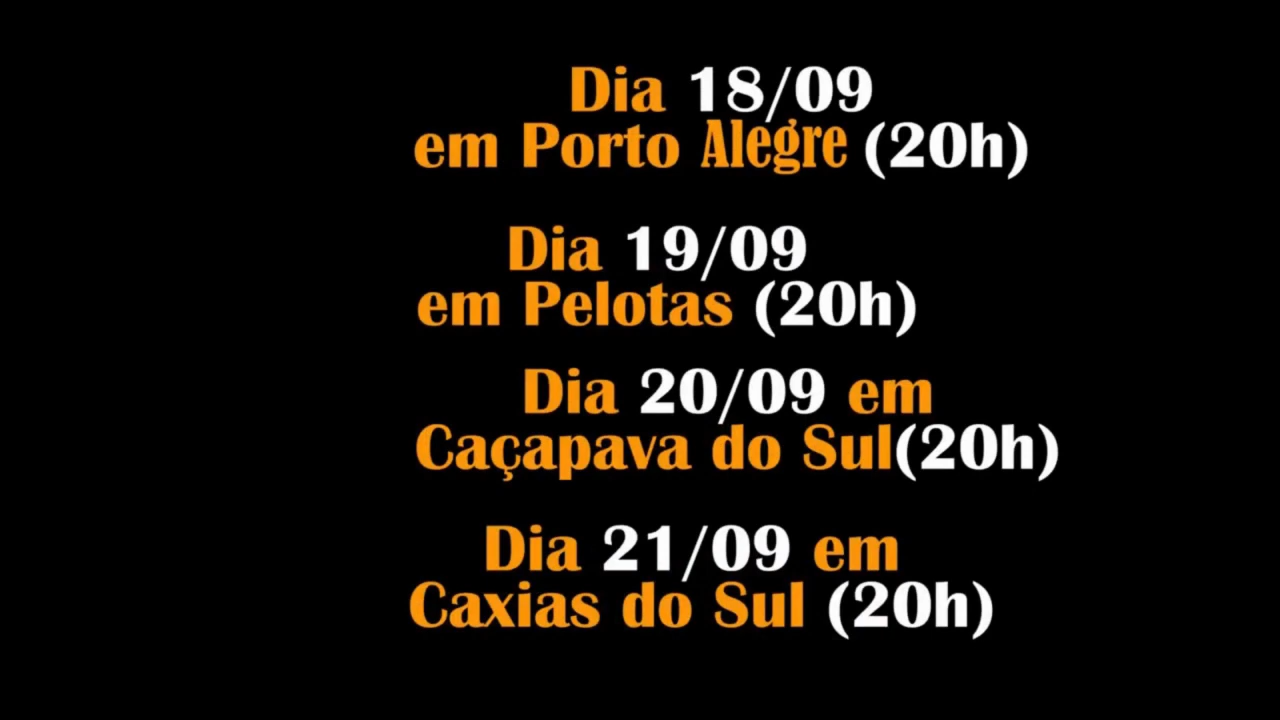 Dia 18/09
em Porto Alegre (20h)
Dia 19/09
em Pelotas (20h)
Dia 20/09 em
Caçapava do Sul(20h)
Dia 21/09 em
Caxias do Sul (20h)